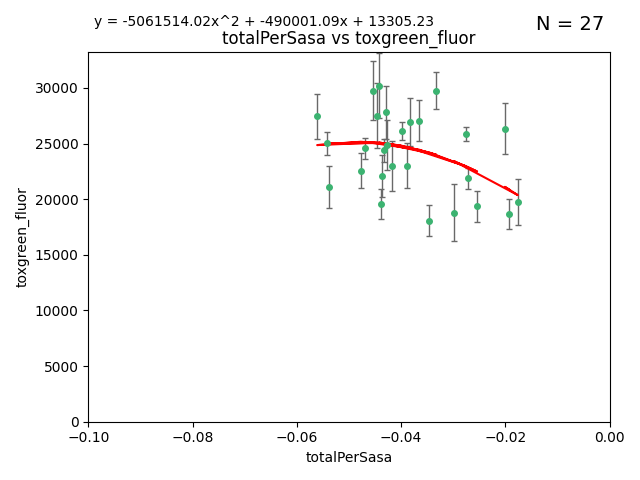 y = -5061514.02x^2 + -490001.09x + 13305.23
N = 27
totalPerSasa vs toxgreen_fluor
30000
25000
20000
15000
10000
5000
0
toxgreen_fluor
−0.10
−0.08
−0.06
−0.04
−0.02
0.00
totalPerSasa